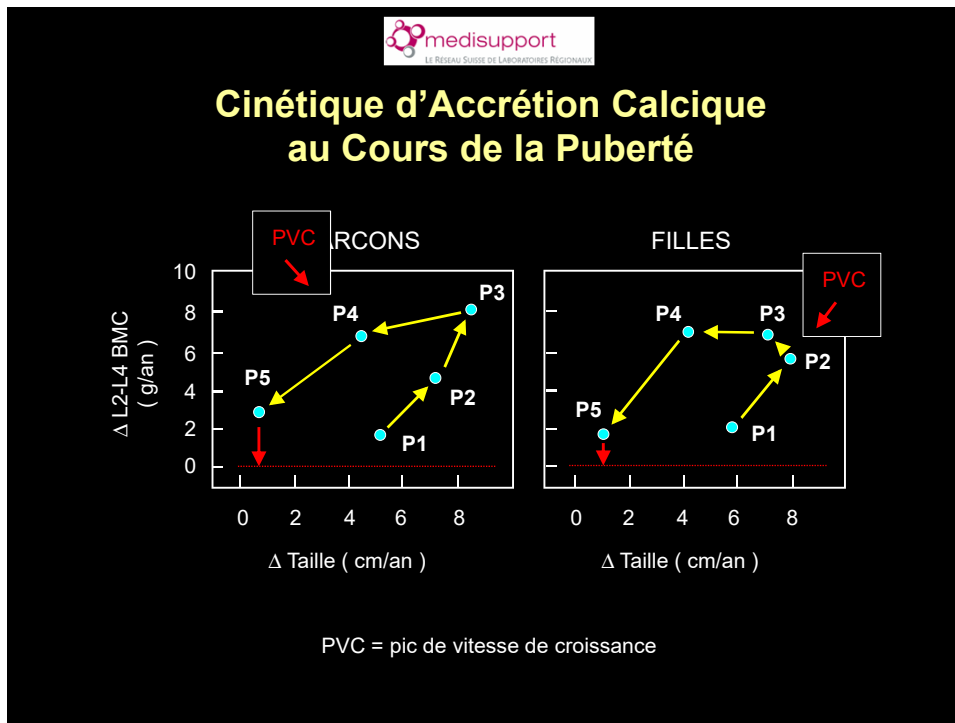 medisupport
LE RÉSEAU SUISSE DE LABORATOIRES RÉGIONAUX
Cinétique d’Accrétion Calcique
au Cours de la Puberté
PVC
ARCONS
FILLES
PVC
Δ L2-L4 BMC
( g/an )
10
8
6
4
2
0
P3
P4
P5
P2
P1
P4
P3
P2
P5
P1
0 2 4 6 8
0 2 4 6 8
Δ Taille ( cm/an )
Δ Taille ( cm/an )
PVC = pic de vitesse de croissance